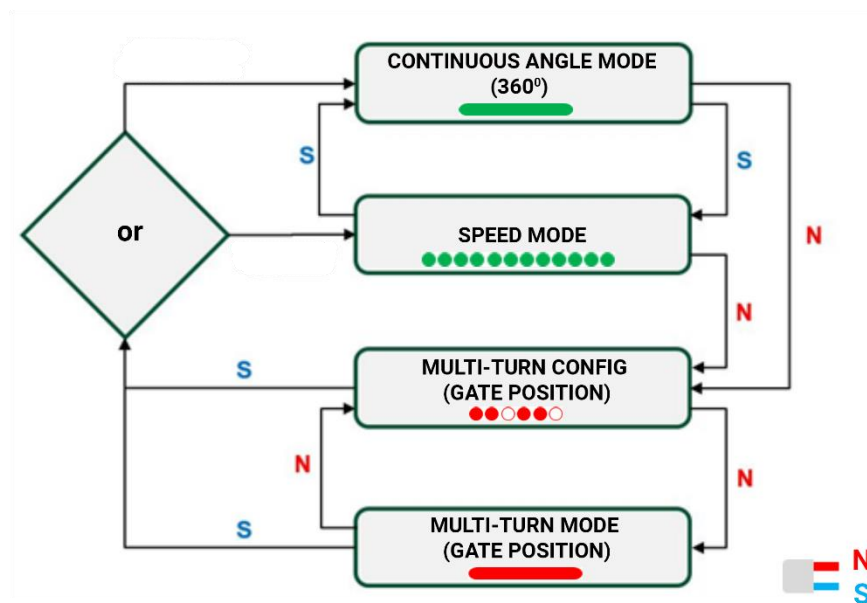 CONTINUOUS ANGLE MODE
(360⁰)
S
S
or
SPEED MODE
N
N
S
MULTI-TURN CONFIG
(GATE POSITION)
N
N
S
MULTI-TURN MODE
(GATE POSITION)
N
S